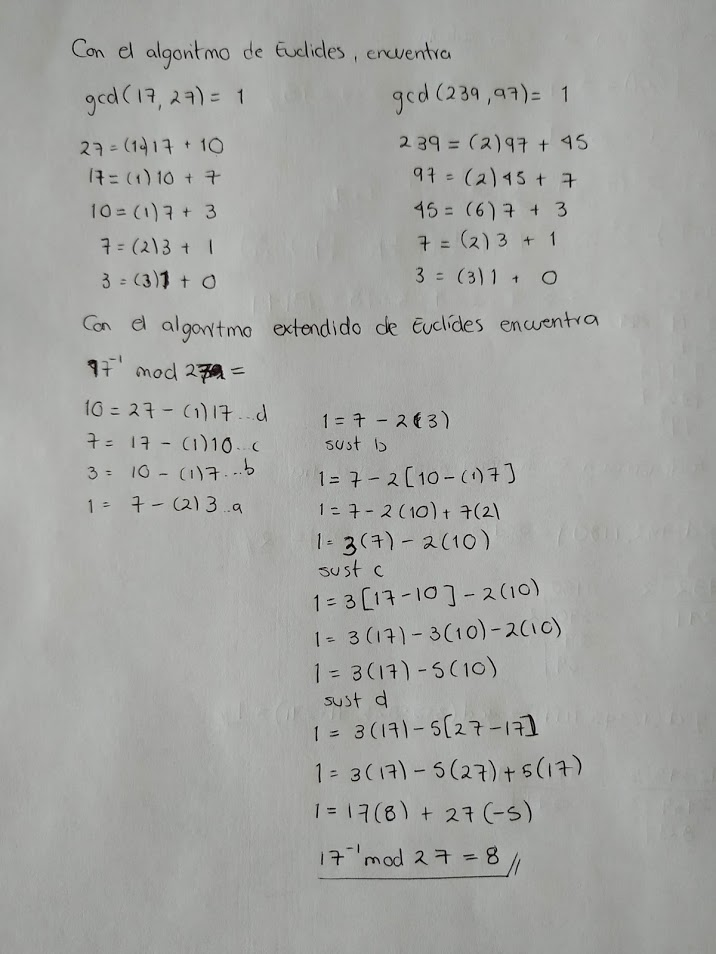 Con el algoritmo de Euclides, encuentra
gcd(17, 27) = 1
27 = (1)17 + 10
17 = (1)10 + 7
10 = (1)7 + 3
7 = (2)3 + 1
3 = (3)1 + 0
gcd(239, 97) = 1
239 = (2)97 + 45
97 = (2)45 + 7
45 = (6)7 + 3
7 = (2)3 + 1
3 = (3)1 + 0
Con el algoritmo extendido de Euclídes encuentra
17⁻¹ mod 27 =
10 = 27 - (1)17...d
7 = 17 - (1)10...c
3 = 10 - (1)7...b
1 = 7 - (2)3...a
1 = 7 - 2(3)
sust b
1 = 7 - 2[10 - (1)7]
1 = 7 - 2(10) + 7(2)
1 = 3(7) - 2(10)
sust c
1 = 3[17 - 10] - 2(10)
1 = 3(17) - 3(10) - 2(10)
1 = 3(17) - 5(10)
sust d
1 = 3(17) - 5[27 - 17]
1 = 3(17) - 5(27) + 5(17)
1 = 17(8) + 27(-5)
17⁻¹ mod 27 = 8 //